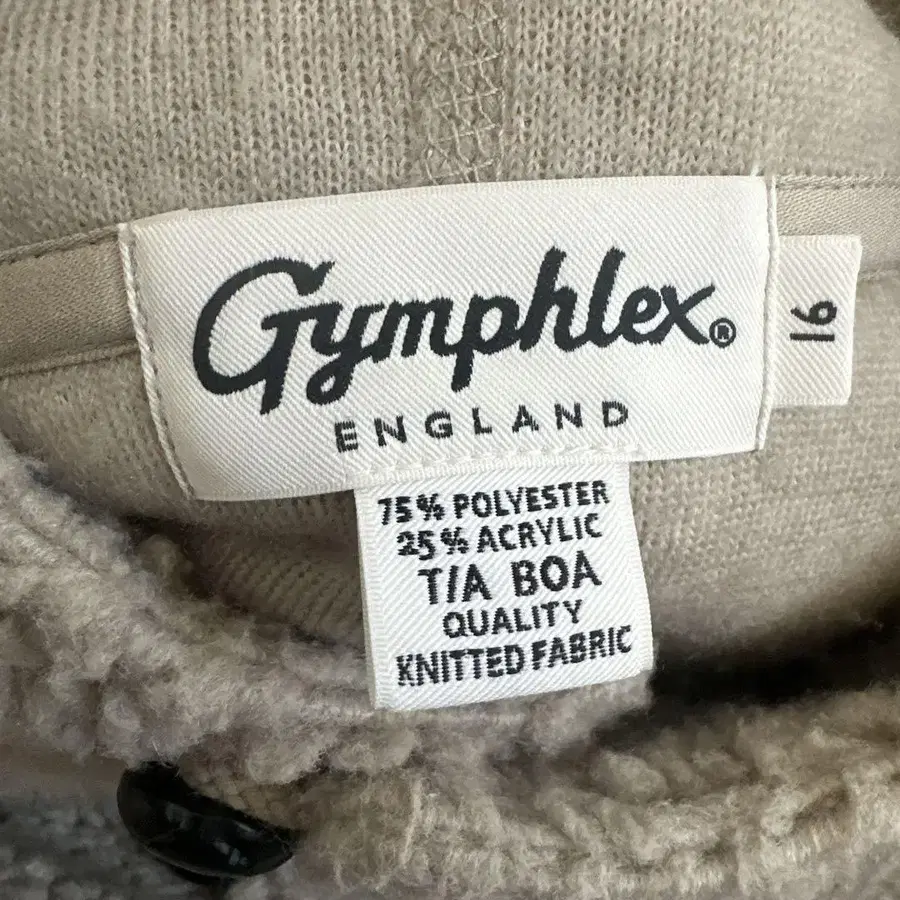 Gymphlex®
ENGLAND
16
75% POLYESTER
25% ACRYLIC
T/A BOA
QUALITY
KNITTED FABRIC